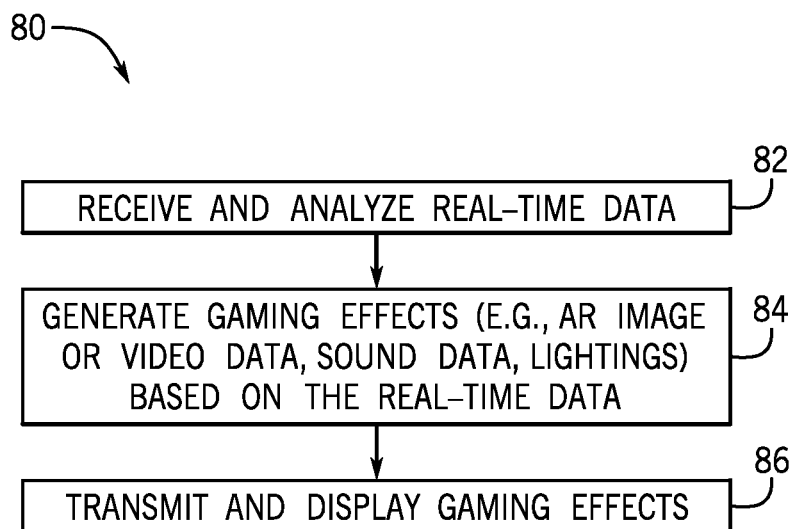 80
82
RECEIVE AND ANALYZE REAL–TIME DATA
84
GENERATE GAMING EFFECTS (E.G., AR IMAGE
OR VIDEO DATA, SOUND DATA, LIGHTINGS)
BASED ON THE REAL–TIME DATA
86
TRANSMIT AND DISPLAY GAMING EFFECTS